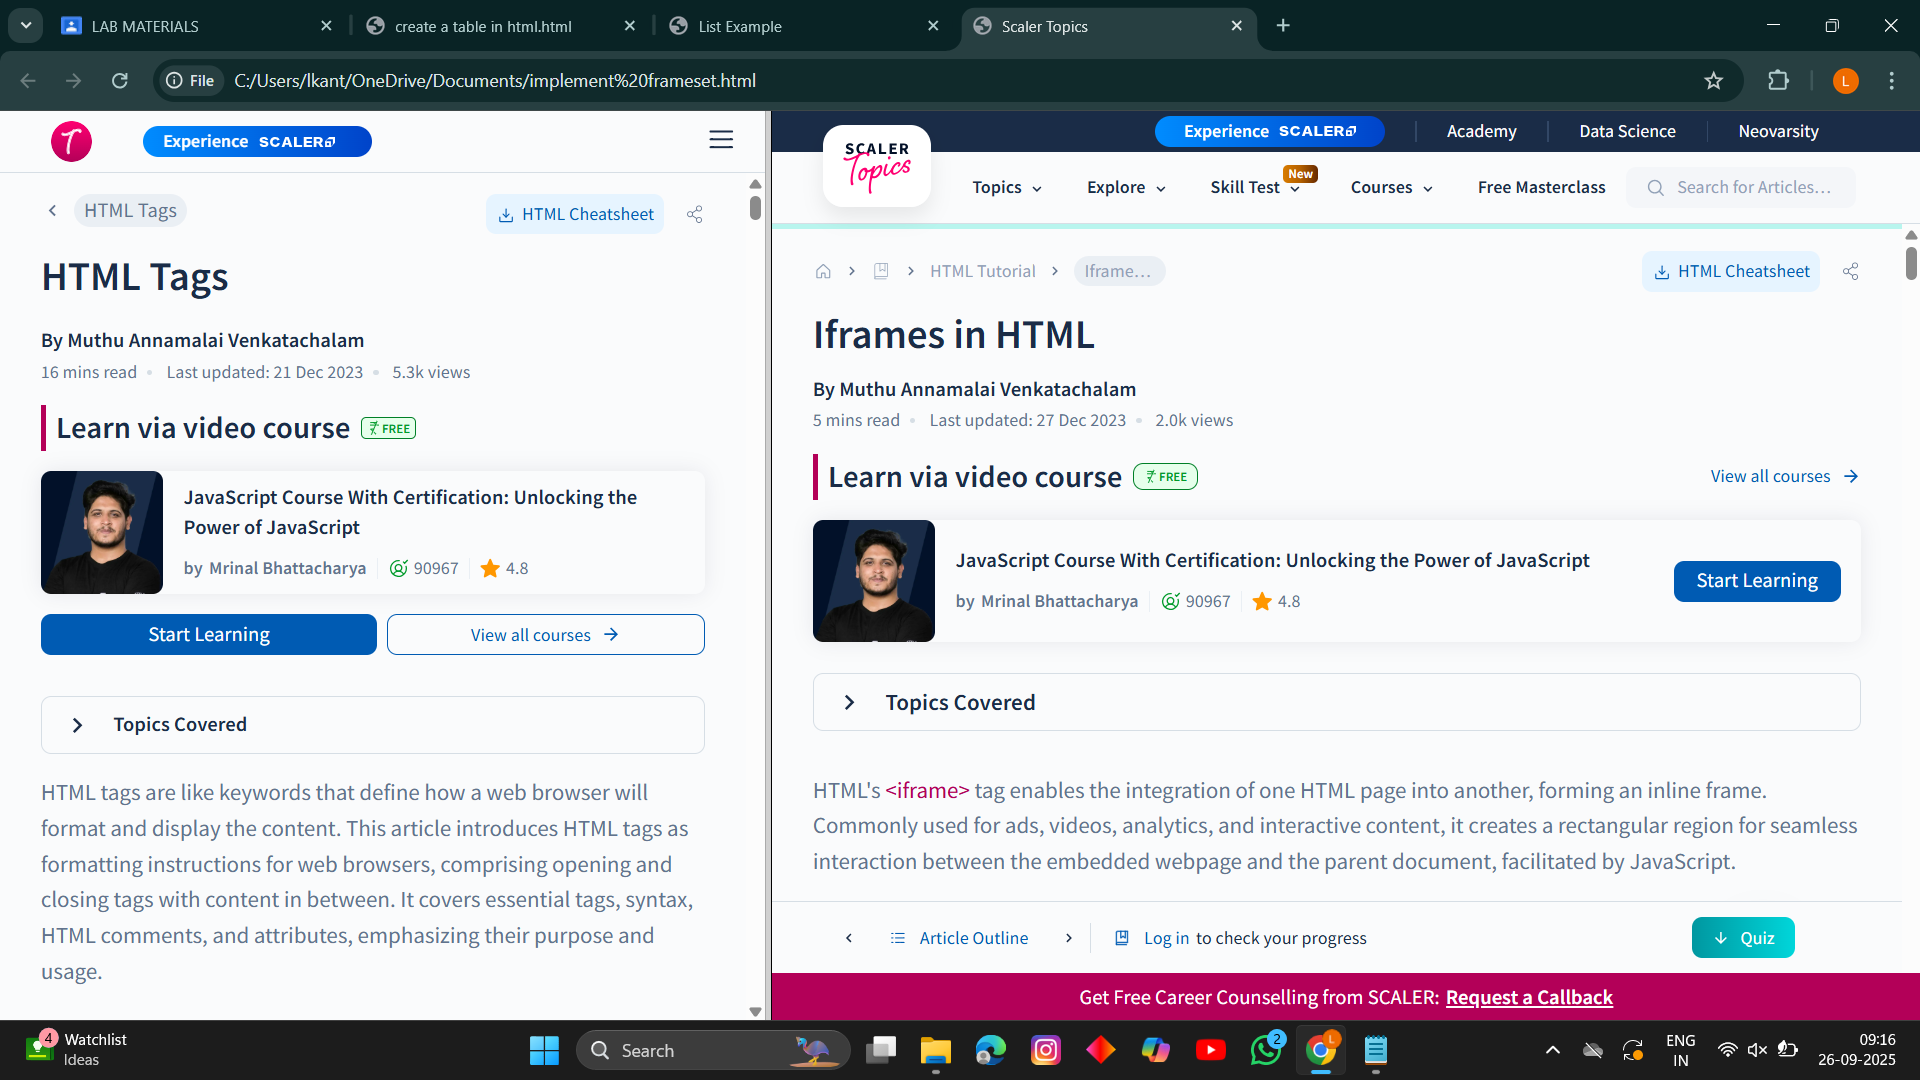 LAB MATERIALS
create a table in html.html
List Example
Scaler Topics
File
C:/Users/lkant/OneDrive/Documents/implement%20frameset.html
L
T
Experience SCALER
HTML Tags
HTML Cheatsheet
HTML Tags
By Muthu Annamalai Venkatachalam
16 mins read • Last updated: 21 Dec 2023 • 5.3k views
Learn via video course
FREE
JavaScript Course With Certification: Unlocking the
Power of JavaScript
by Mrinal Bhattacharya
90967
4.8
Start Learning
View all courses
Topics Covered
HTML tags are like keywords that define how a web browser will
format and display the content. This article introduces HTML tags as
formatting instructions for web browsers, comprising opening and
closing tags with content in between. It covers essential tags, syntax,
HTML comments, and attributes, emphasizing their purpose and
usage.
Experience SCALER
Academy
Data Science
Neovarsity
SCALER
Topics
Topics
Explore
Skill Test
New
Courses
Free Masterclass
Search for Articles...
HTML Tutorial
Iframe...
HTML Cheatsheet
Iframes in HTML
By Muthu Annamalai Venkatachalam
5 mins read • Last updated: 27 Dec 2023 • 2.0k views
Learn via video course
FREE
View all courses
JavaScript Course With Certification: Unlocking the Power of JavaScript
by Mrinal Bhattacharya
90967
4.8
Start Learning
Topics Covered
HTML's <iframe> tag enables the integration of one HTML page into another, forming an inline frame.
Commonly used for ads, videos, analytics, and interactive content, it creates a rectangular region for seamless
interaction between the embedded webpage and the parent document, facilitated by JavaScript.
Article Outline
Log in to check your progress
Quiz
Get Free Career Counselling from SCALER: Request a Callback
4
Watchlist
Ideas
Search
2
L
ENG
IN
09:16
26-09-2025